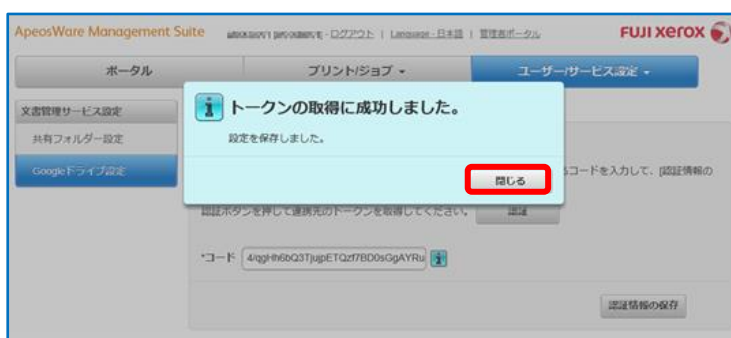 ApeosWare Management Suite
ログアウト | Language - 日本語 | 管理者ポータル
FUJI XEROX
ポータル
プリント/ジョブ
ユーザー/サービス設定
文書管理サービス設定
共有フォルダー設定
Googleドライブ設定
トークンの取得に成功しました。
設定を保存しました。
閉じる
コードを入力して、[認証情報の
認証ボタンを押して連携先のトークンを取得してください。
認証
*コード
認証情報の保存